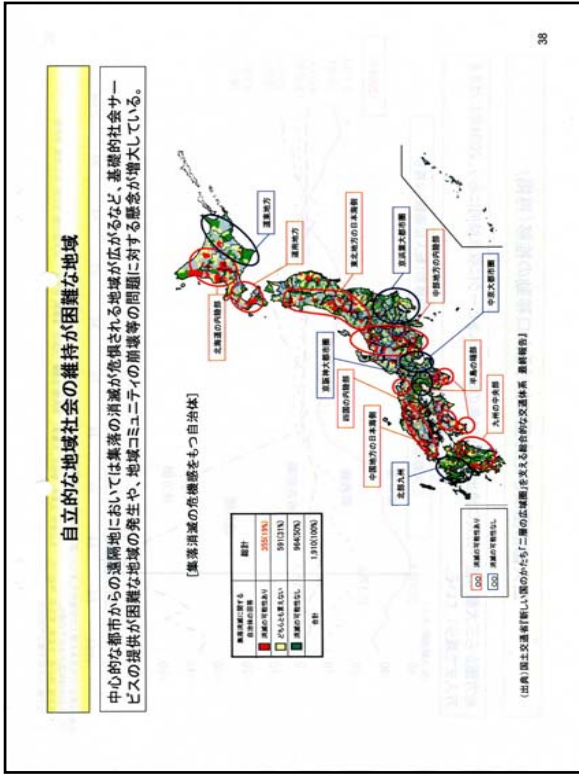 自立的な地域社会の維持が困難な地域
中心的な都市からの遠隔地においては集落の消滅が危惧される地域が広がるなど、基礎的社会サー
ビスの提供が困難な地域の発生や、地域コミュニティの崩壊等の問題に対する懸念が増大している。
[集落消滅の危機感をもつ自治体]
集落消滅に関する
自治体の回答
総計
消滅の可能性あり 355(19%)
どちらとも言えない 591(31%)
消滅の可能性なし 964(50%)
合計 1,910(100%)
北海道の内陸部
道東地方
道南地方
東北地方の日本海側
京浜葉大都市圏
中部地方の内陸部
中京大都市圏
京阪神大都市圏
四国の内陸部
中国地方の日本海側
北部九州
半島の端部
九州の中央部
○○ 消滅の可能性あり
○○ 消滅の可能性なし
(出典)国土交通省『新しい国のかたち「二層の広域圏」を支える総合的な交通体系 最終報告』
38